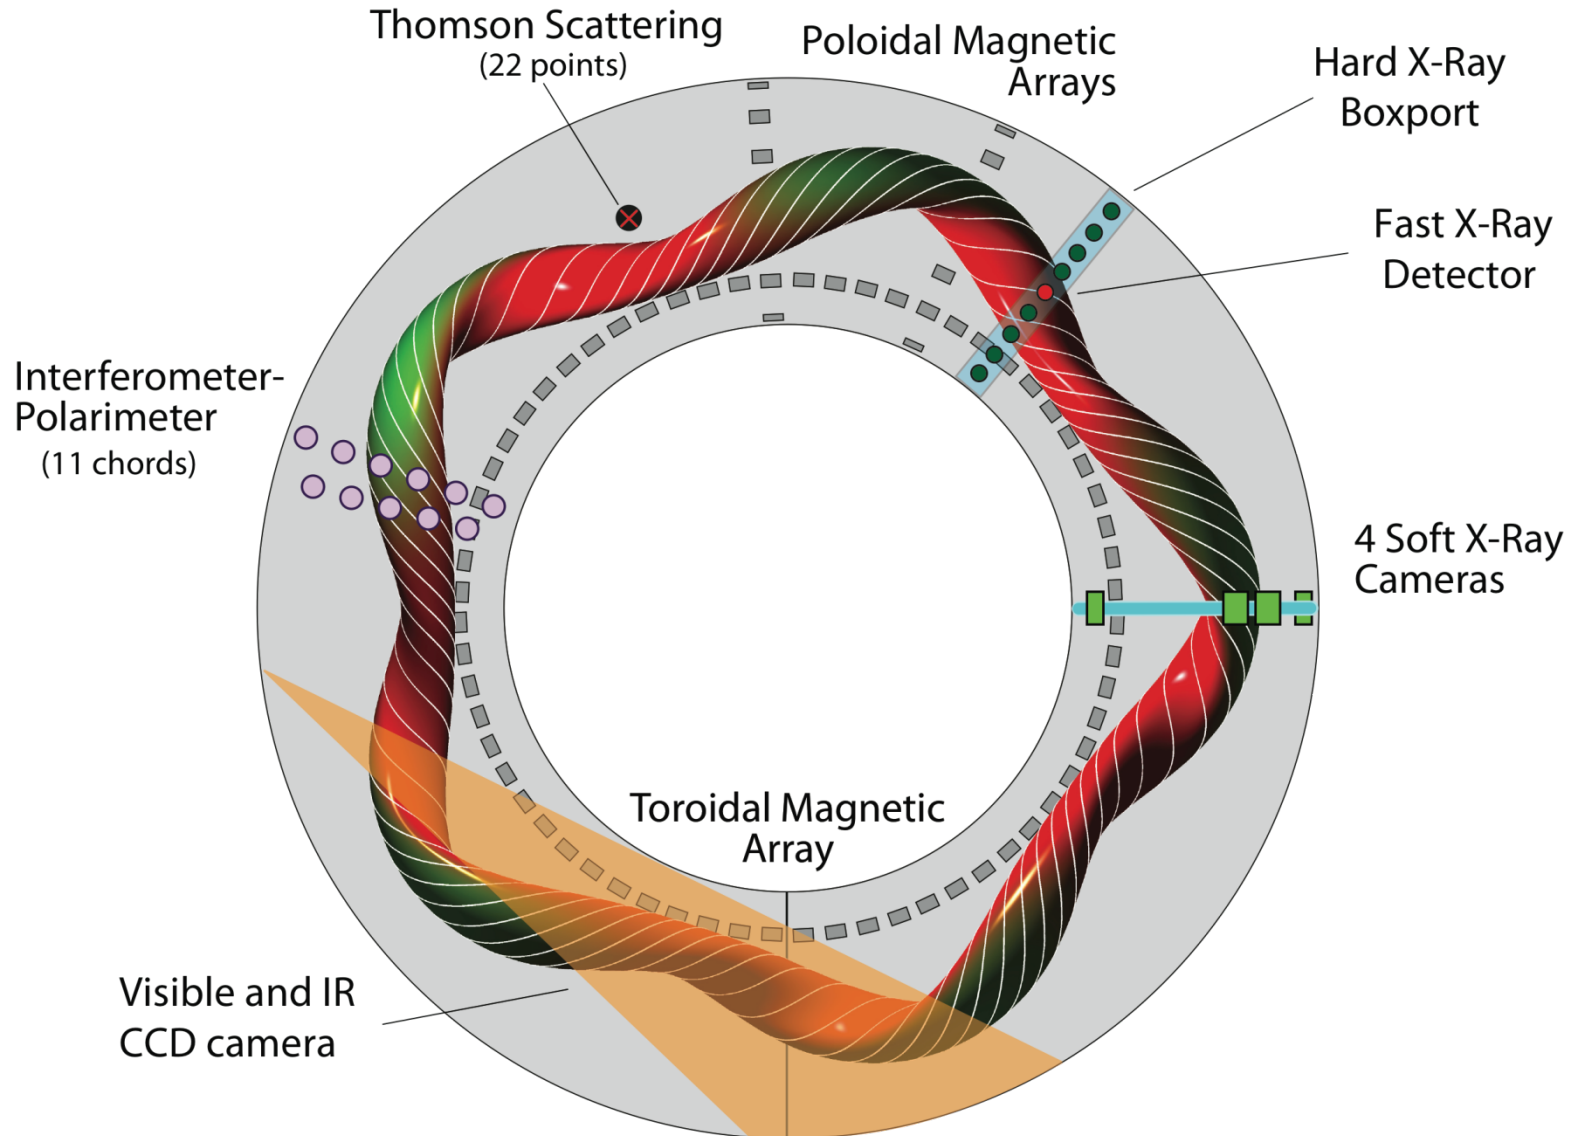 Thomson Scattering
(22 points)
Poloidal Magnetic
Arrays
Hard X-Ray
Boxport
Fast X-Ray
Detector
Interferometer-
Polarimeter
(11 chords)
4 Soft X-Ray
Cameras
Toroidal Magnetic
Array
Visible and IR
CCD camera